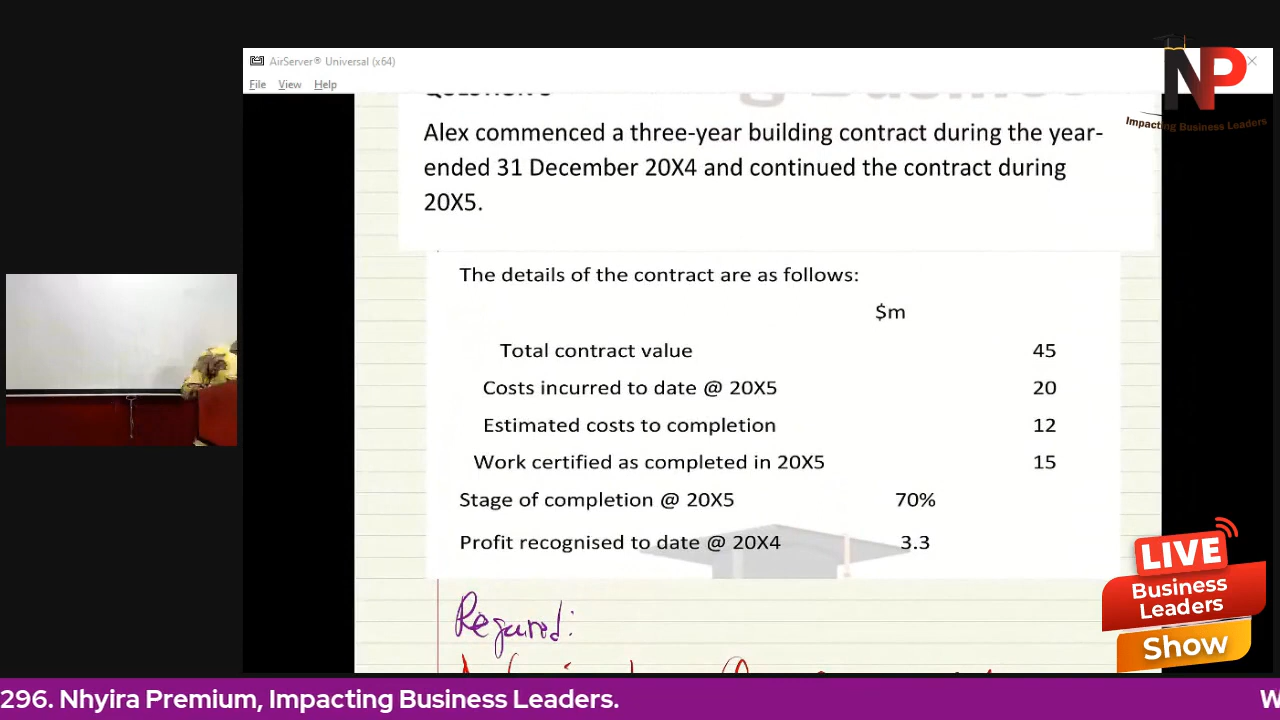 AirServer® Universal (x64)
File View Help
NP
Impacting Business Leaders
Alex commenced a three-year building contract during the year-
ended 31 December 20X4 and continued the contract during
20X5.
The details of the contract are as follows:
$m
Total contract value 45
Costs incurred to date @ 20X5 20
Estimated costs to completion 12
Work certified as completed in 20X5 15
Stage of completion @ 20X5 70%
Profit recognised to date @ 20X4 3.3
Required:
LIVE
Business
Leaders
Show
296. Nhyira Premium, Impacting Business Leaders. W